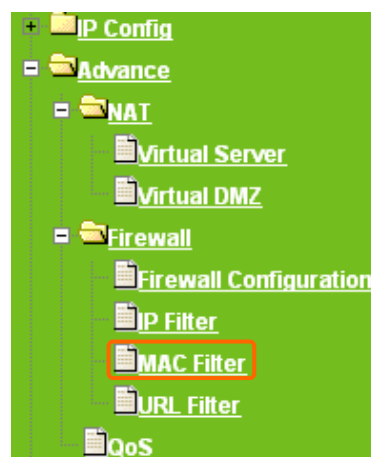 IP Config
Advance
NAT
Virtual Server
Virtual DMZ
Firewall
Firewall Configuration
IP Filter
MAC Filter
URL Filter
QoS